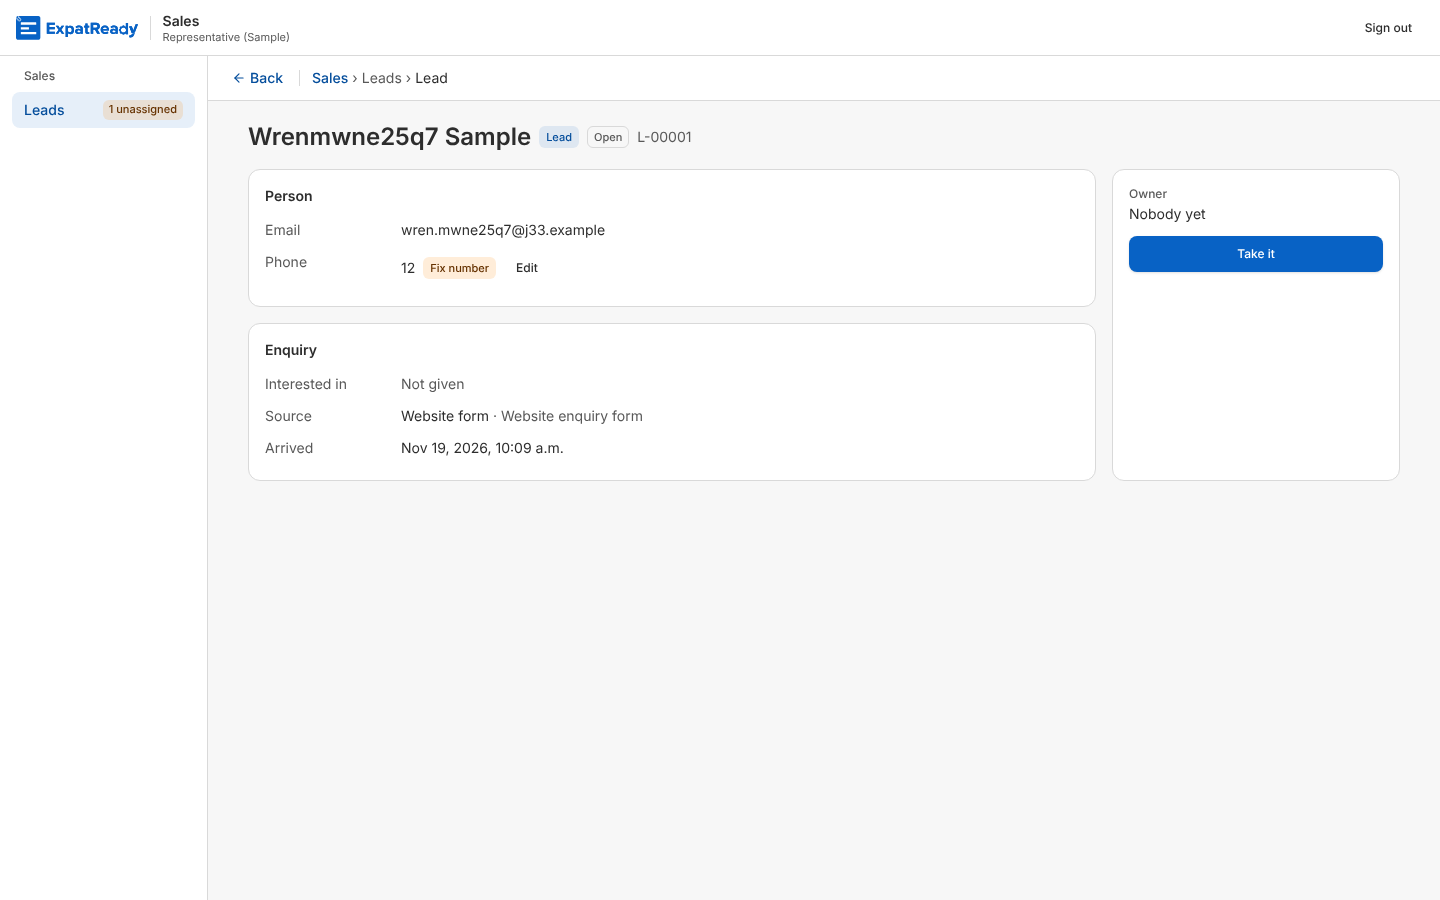 ExpatReady
Sales
Representative (Sample)
Sign out
Sales
Leads 1 unassigned
← Back Sales › Leads › Lead
Wrenmwne25q7 Sample Lead Open L-00001
Person
Email wren.mwne25q7@j33.example
Phone 12 Fix number Edit
Enquiry
Interested in Not given
Source Website form · Website enquiry form
Arrived Nov 19, 2026, 10:09 a.m.
Owner
Nobody yet
Take it